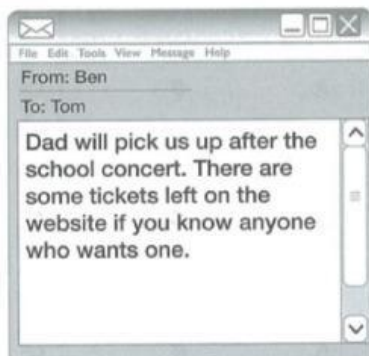 File Edit Tools View Message Help
From: Ben
To: Tom
Dad will pick us up after the
school concert. There are
some tickets left on the
website if you know anyone
who wants one.